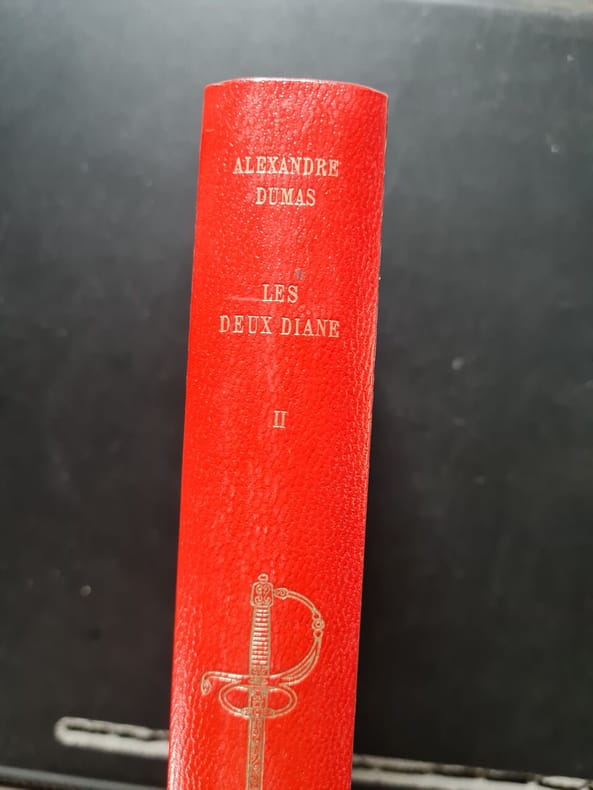 ALEXANDRE
DUMAS
LES
DEUX DIANE
II